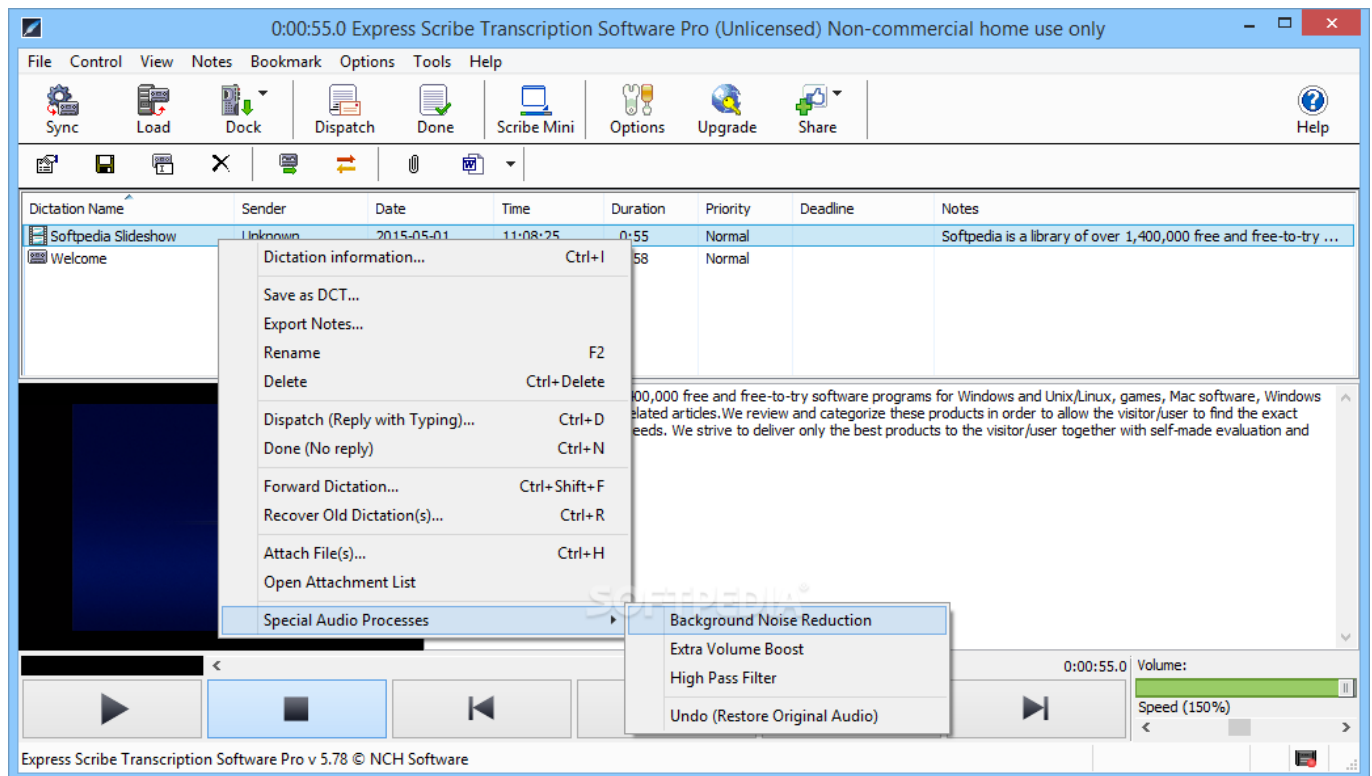 0:00:55.0 Express Scribe Transcription Software Pro (Unlicensed) Non-commercial home use only
File Control View Notes Bookmark Options Tools Help
Sync Load Dock Dispatch Done Scribe Mini Options Upgrade Share Help
Dictation Name Sender Date Time Duration Priority Deadline Notes
Softpedia Slideshow Unknown 2015-05-01 11:08:25 0:55 Normal Softpedia is a library of over 1,400,000 free and free-to-try ...
Welcome 58 Normal
Dictation information... Ctrl+I
Save as DCT...
Export Notes...
Rename F2
Delete Ctrl+Delete
Dispatch (Reply with Typing)... Ctrl+D
Done (No reply) Ctrl+N
Forward Dictation... Ctrl+Shift+F
Recover Old Dictation(s)... Ctrl+R
Attach File(s)... Ctrl+H
Open Attachment List
Special Audio Processes
00,000 free and free-to-try software programs for Windows and Unix/Linux, games, Mac software, Windows
elated articles.We review and categorize these products in order to allow the visitor/user to find the exact
eeds. We strive to deliver only the best products to the visitor/user together with self-made evaluation and
SOFTPEDIA®
Background Noise Reduction
Extra Volume Boost
High Pass Filter
Undo (Restore Original Audio)
0:00:55.0 Volume:
Speed (150%)
Express Scribe Transcription Software Pro v 5.78 © NCH Software